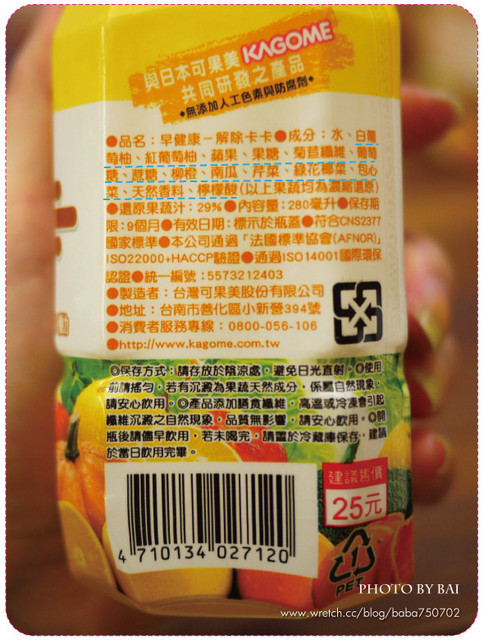 與日本可果美KAGOME
共同研發之產品
◆無添加人工色素與防腐劑◆
●品名：早健康－解除卡卡●成分：水、白葡
萄柚、紅葡萄柚、蘋果、果糖、菊苣纖維、葡萄
糖、蔗糖、柳橙、南瓜、芹菜、綠花椰菜、包心
菜、天然香料、檸檬酸(以上果蔬均為濃縮還原)
●還原果蔬汁：29%●內容量：280毫升●保存期
限：9個月●有效日期：標示於瓶蓋●符合CNS2377
國家標準●本公司通過「法國標準協會(AFNOR)」
ISO22000+HACCP驗證●通過ISO14001國際環保
認證●統一編號：5573212403
●製造者：台灣可果美股份有限公司
●地址：台南市善化區小新營394號
●消費者服務專線：0800-056-106
●http://www.kagome.com.tw
◎保存方式：請存放於陰涼處，避免日光直射。◎使用
前請搖勻，若有沉澱為果蔬天然成分，係屬自然現象，
請安心飲用。◎產品添加膳食纖維，高溫或冷凍會引起
纖維沉澱之自然現象，品質無影響，請安心飲用。◎開
瓶後請儘早飲用，若未喝完，請置於冷藏庫保存，建議
於當日飲用完畢。
建議售價
25元
4 710134 027120
1
PET
PHOTO BY BAI
www.wretch.cc/blog/baba750702